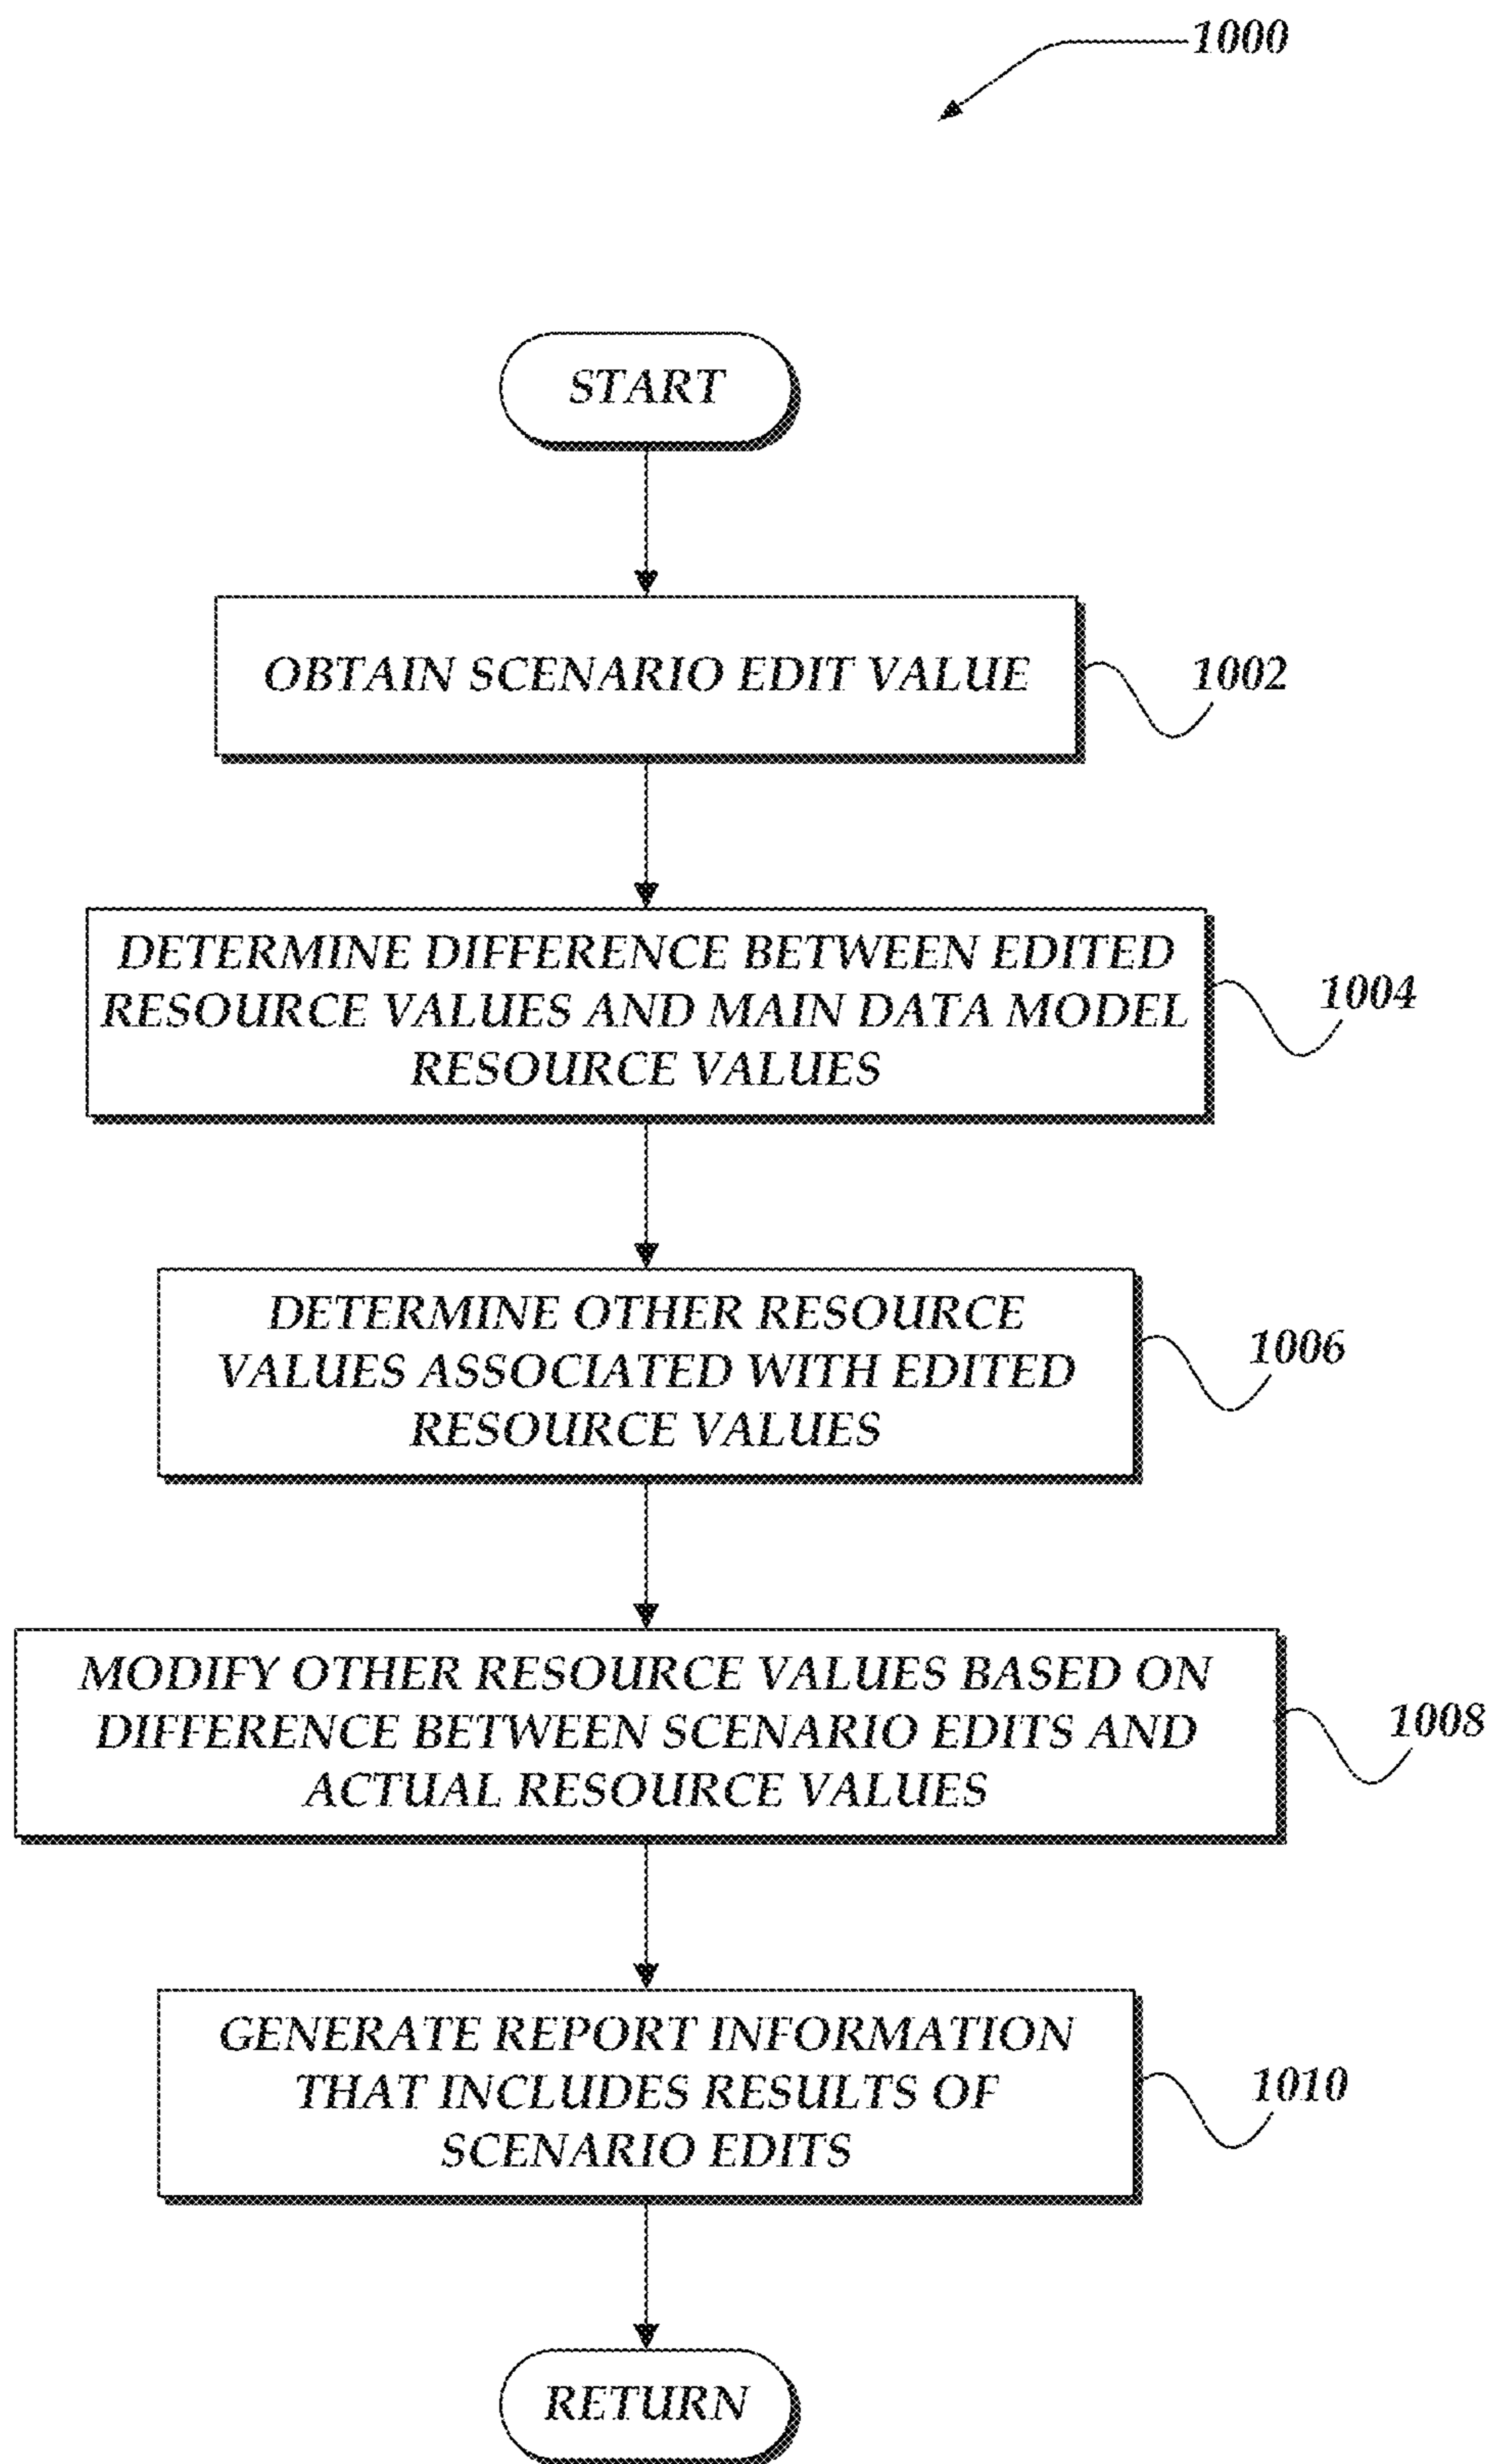 1000
START
OBTAIN SCENARIO EDIT VALUE
1002
DETERMINE DIFFERENCE BETWEEN EDITED
RESOURCE VALUES AND MAIN DATA MODEL
RESOURCE VALUES
1004
DETERMINE OTHER RESOURCE
VALUES ASSOCIATED WITH EDITED
RESOURCE VALUES
1006
MODIFY OTHER RESOURCE VALUES BASED ON
DIFFERENCE BETWEEN SCENARIO EDITS AND
ACTUAL RESOURCE VALUES
1008
GENERATE REPORT INFORMATION
THAT INCLUDES RESULTS OF
SCENARIO EDITS
1010
RETURN